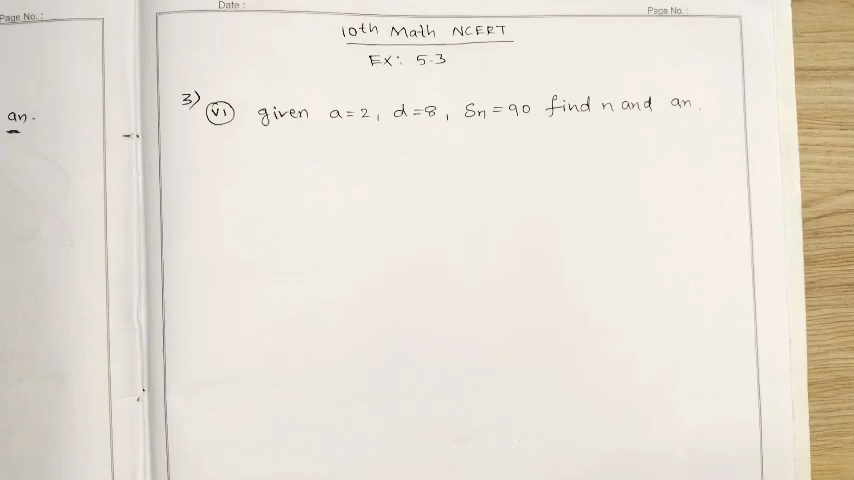 Page No. :
an.
Date :
Page No. :
10th Math NCERT
EX: 5.3
3) (vi) given a=2, d=8, Sn=90 find n and an.